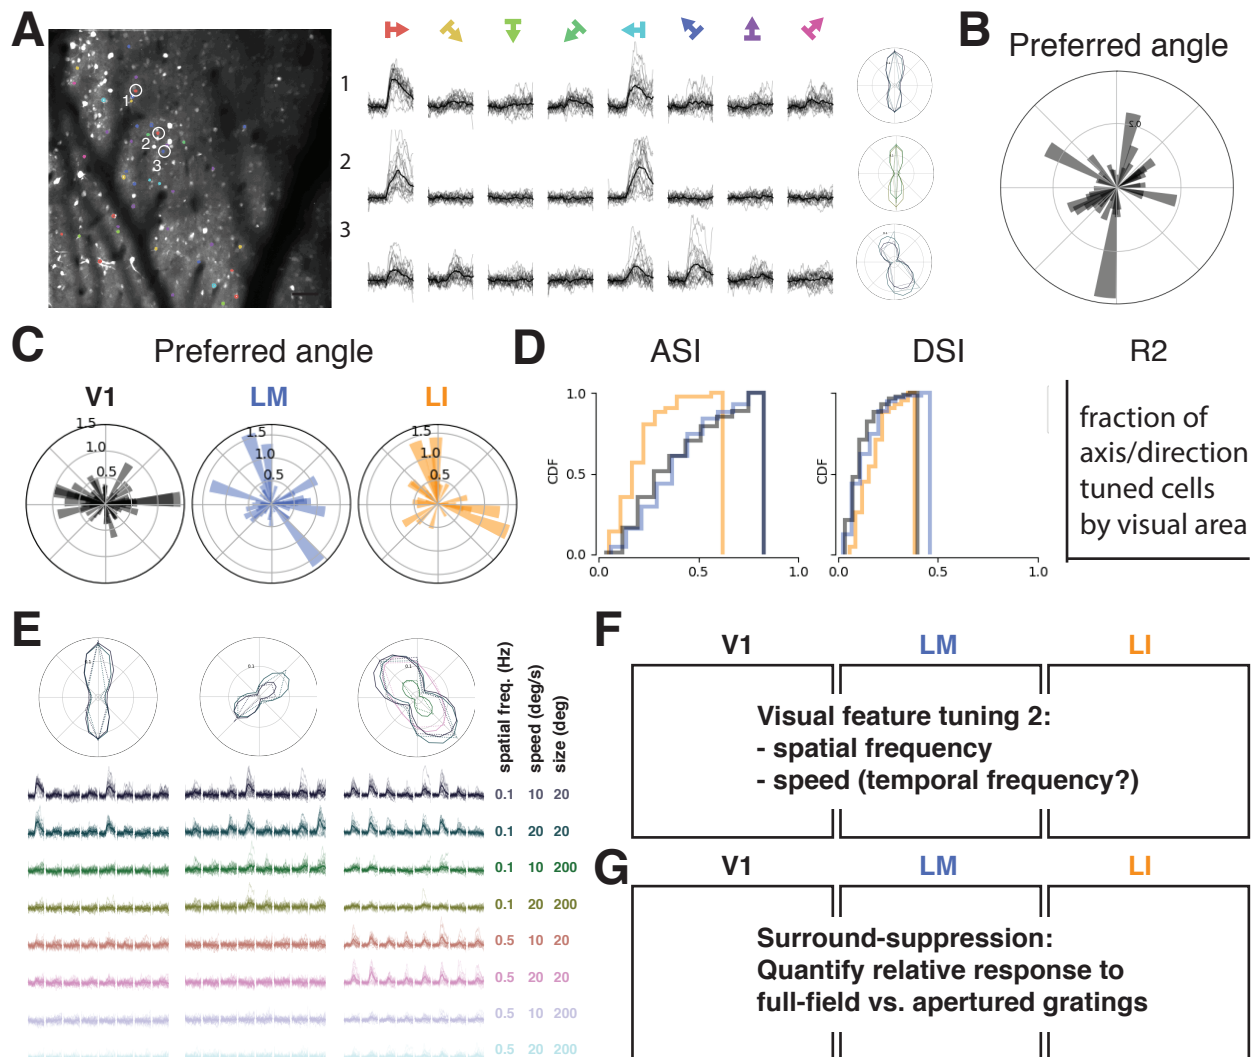 A
1
2
3
1
2
3
B
Preferred angle
0.2
C
Preferred angle
V1
LM
LI
1.5
1.0
0.5
1.5
1.0
0.5
1.5
1.0
0.5
D
ASI
DSI
R2
CDF
1.0
0.5
0.0
0.0
0.5
1.0
CDF
0.0
0.5
1.0
fraction of
axis/direction
tuned cells
by visual area
E
spatial freq. (Hz)
speed (deg/s)
size (deg)
0.1 10 20
0.1 20 20
0.1 10 200
0.1 20 200
0.5 10 20
0.5 20 20
0.5 10 200
0.5 20 200
F
V1
LM
LI
Visual feature tuning 2:
- spatial frequency
- speed (temporal frequency?)
G
V1
LM
LI
Surround-suppression:
Quantify relative response to
full-field vs. apertured gratings